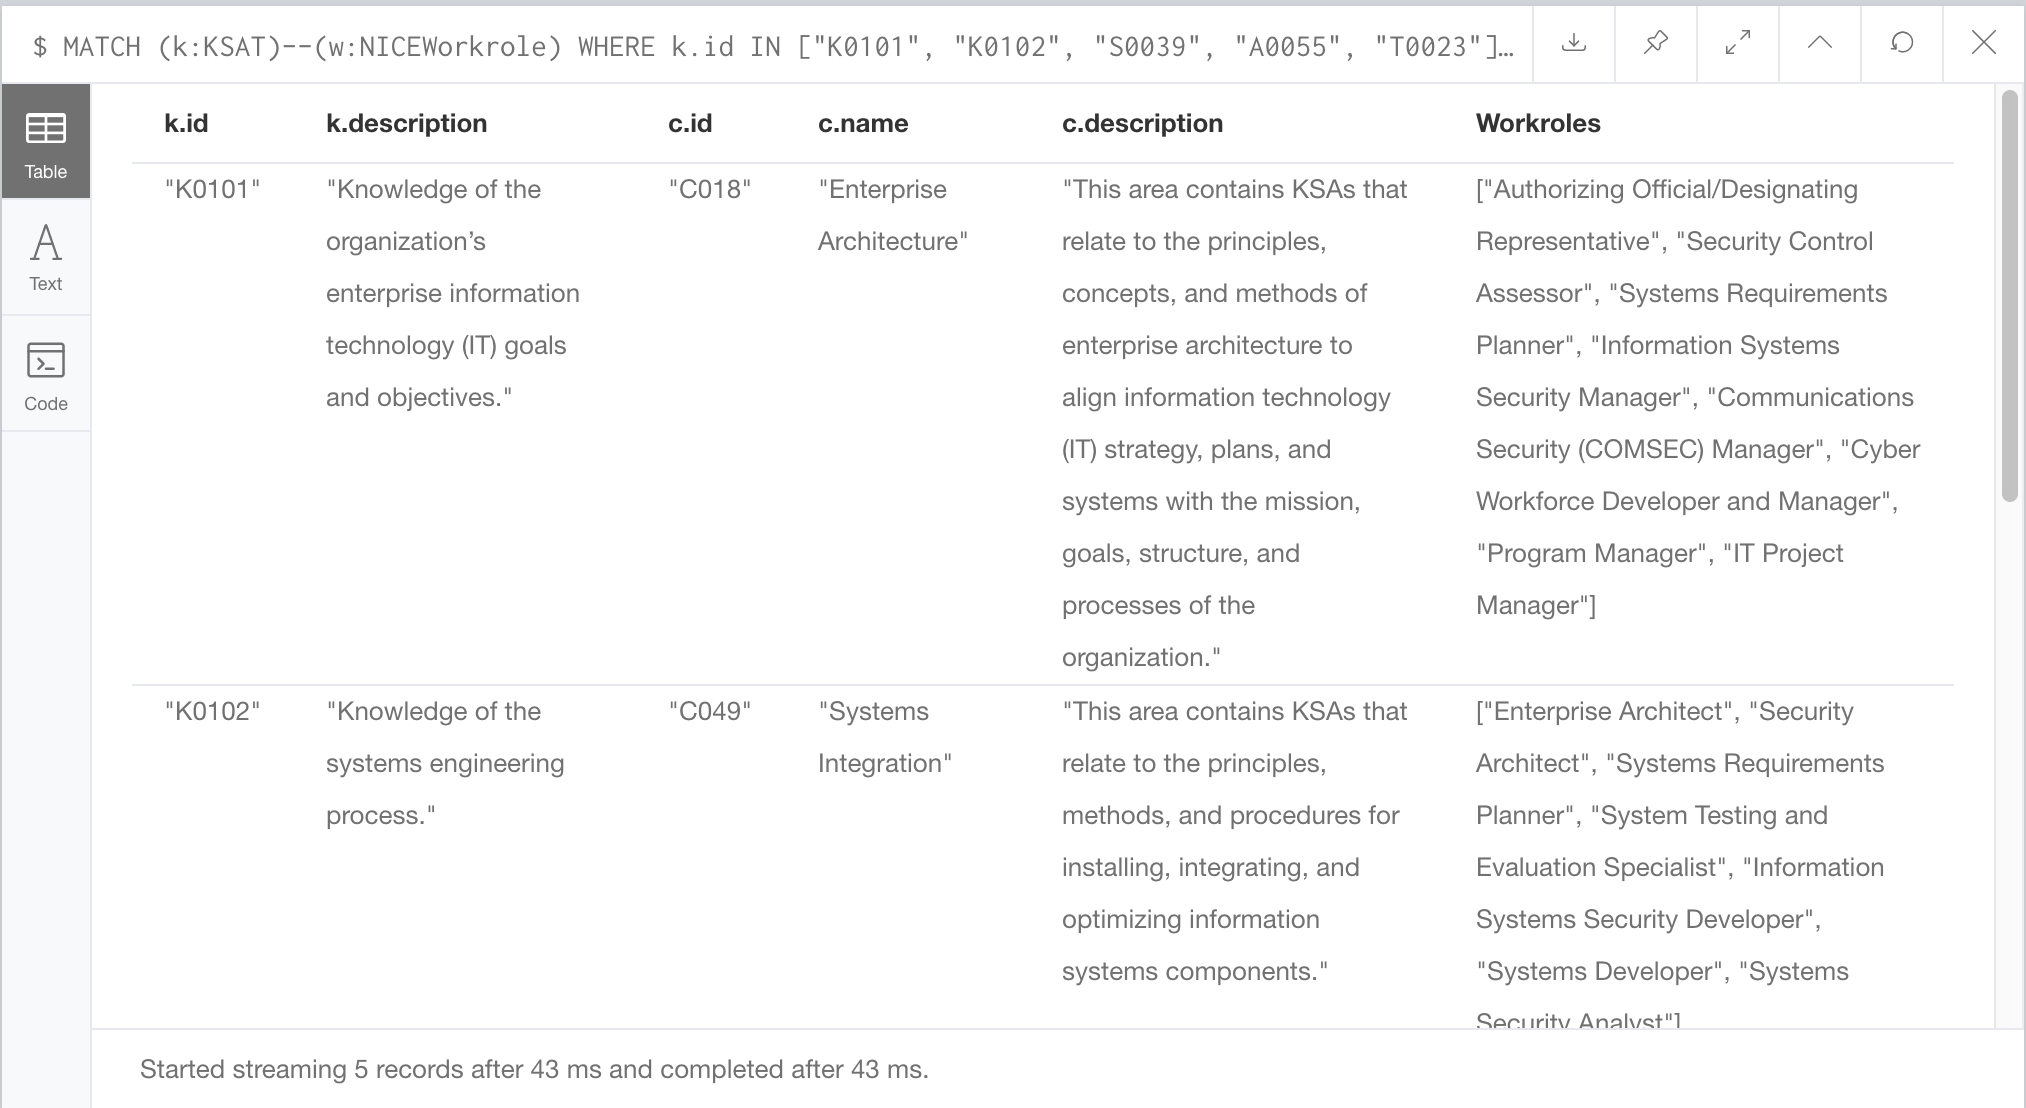 $ MATCH (k:KSAT)--(w:NICEWorkrole) WHERE k.id IN ["K0101", "K0102", "S0039", "A0055", "T0023"]…
Table
Text
Code
k.id k.description c.id c.name c.description Workroles
"K0101" "Knowledge of the "C018" "Enterprise "This area contains KSAs that ["Authorizing Official/Designating
organization’s Architecture" relate to the principles, Representative", "Security Control
enterprise information concepts, and methods of Assessor", "Systems Requirements
technology (IT) goals enterprise architecture to Planner", "Information Systems
and objectives." align information technology Security Manager", "Communications
(IT) strategy, plans, and Security (COMSEC) Manager", "Cyber
systems with the mission, Workforce Developer and Manager",
goals, structure, and "Program Manager", "IT Project
processes of the Manager"]
organization."
"K0102" "Knowledge of the "C049" "Systems "This area contains KSAs that ["Enterprise Architect", "Security
systems engineering Integration" relate to the principles, Architect", "Systems Requirements
process." methods, and procedures for Planner", "System Testing and
installing, integrating, and Evaluation Specialist", "Information
optimizing information Systems Security Developer",
systems components." "Systems Developer", "Systems
Security Analyst"]
Started streaming 5 records after 43 ms and completed after 43 ms.